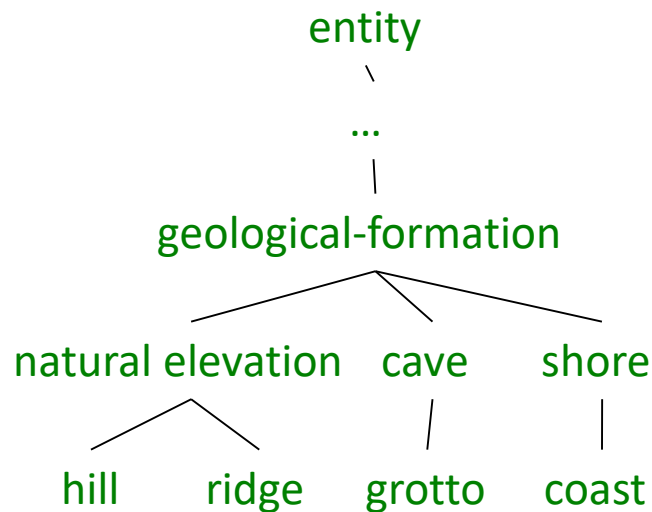 entity
...
geological-formation
natural elevation cave shore
hill ridge grotto coast